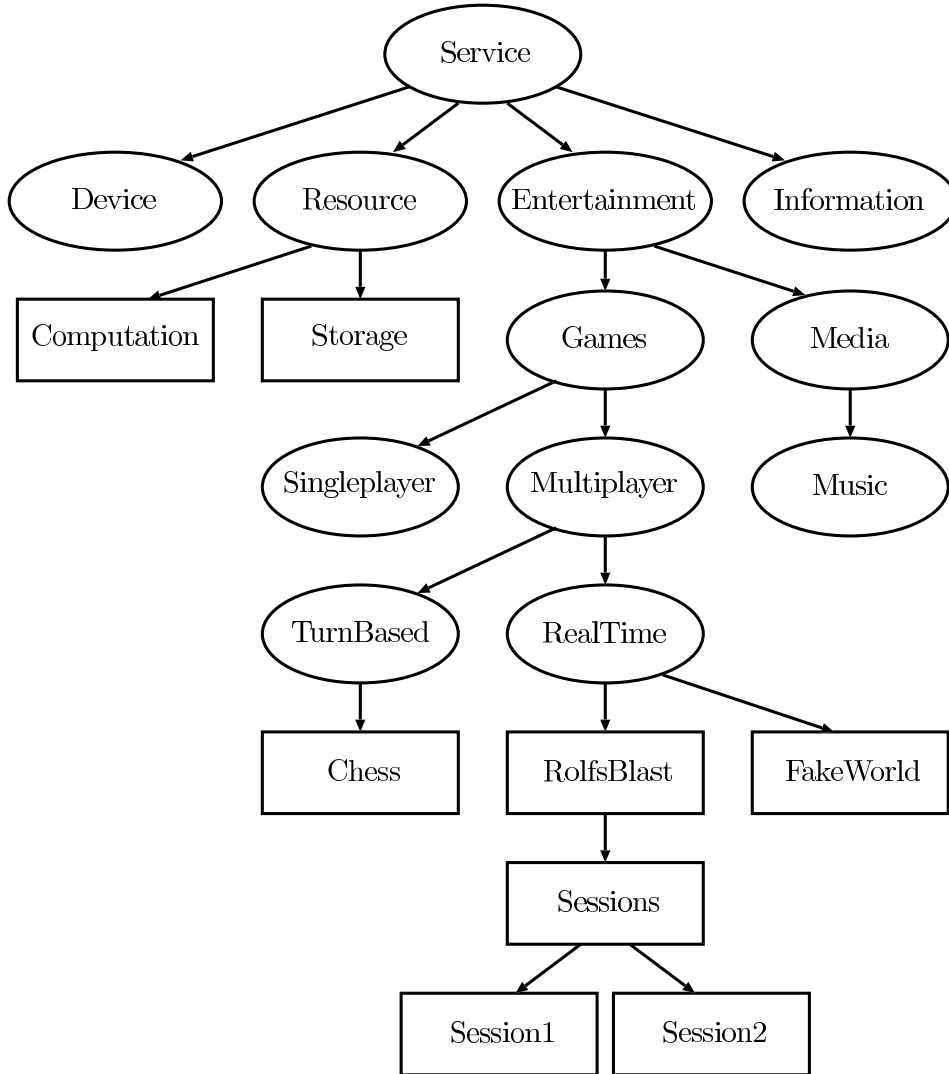 Service
Device
Resource
Entertainment
Information
Computation
Storage
Games
Media
Singleplayer
Multiplayer
Music
TurnBased
RealTime
Chess
RolfsBlast
FakeWorld
Sessions
Session1
Session2